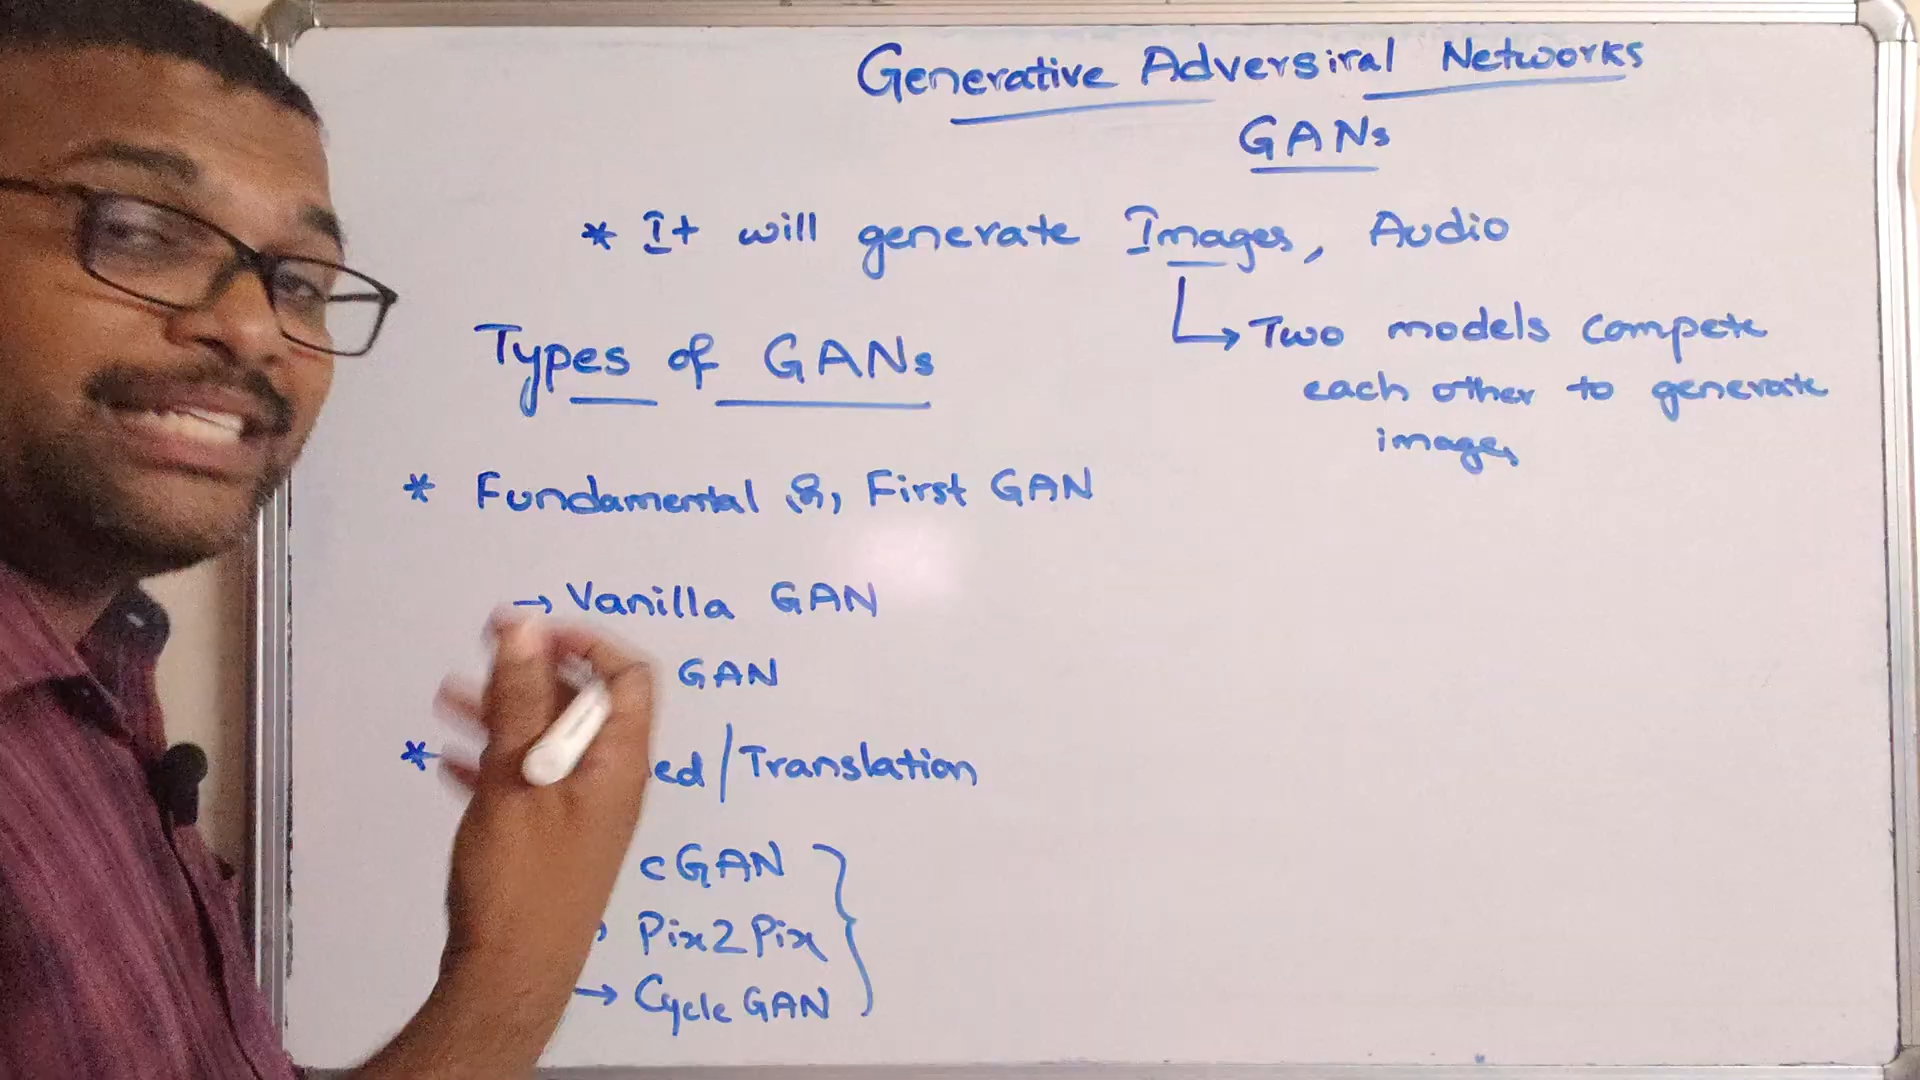 Generative Adversiral Networks
GANs
* It will generate Images, Audio
↳ Two models compete
each other to generate
images
Types of GANs
* Fundamental & First GAN
→ Vanilla GAN
GAN
* /Translation
cGAN
Pix2Pix
→ Cycle GAN